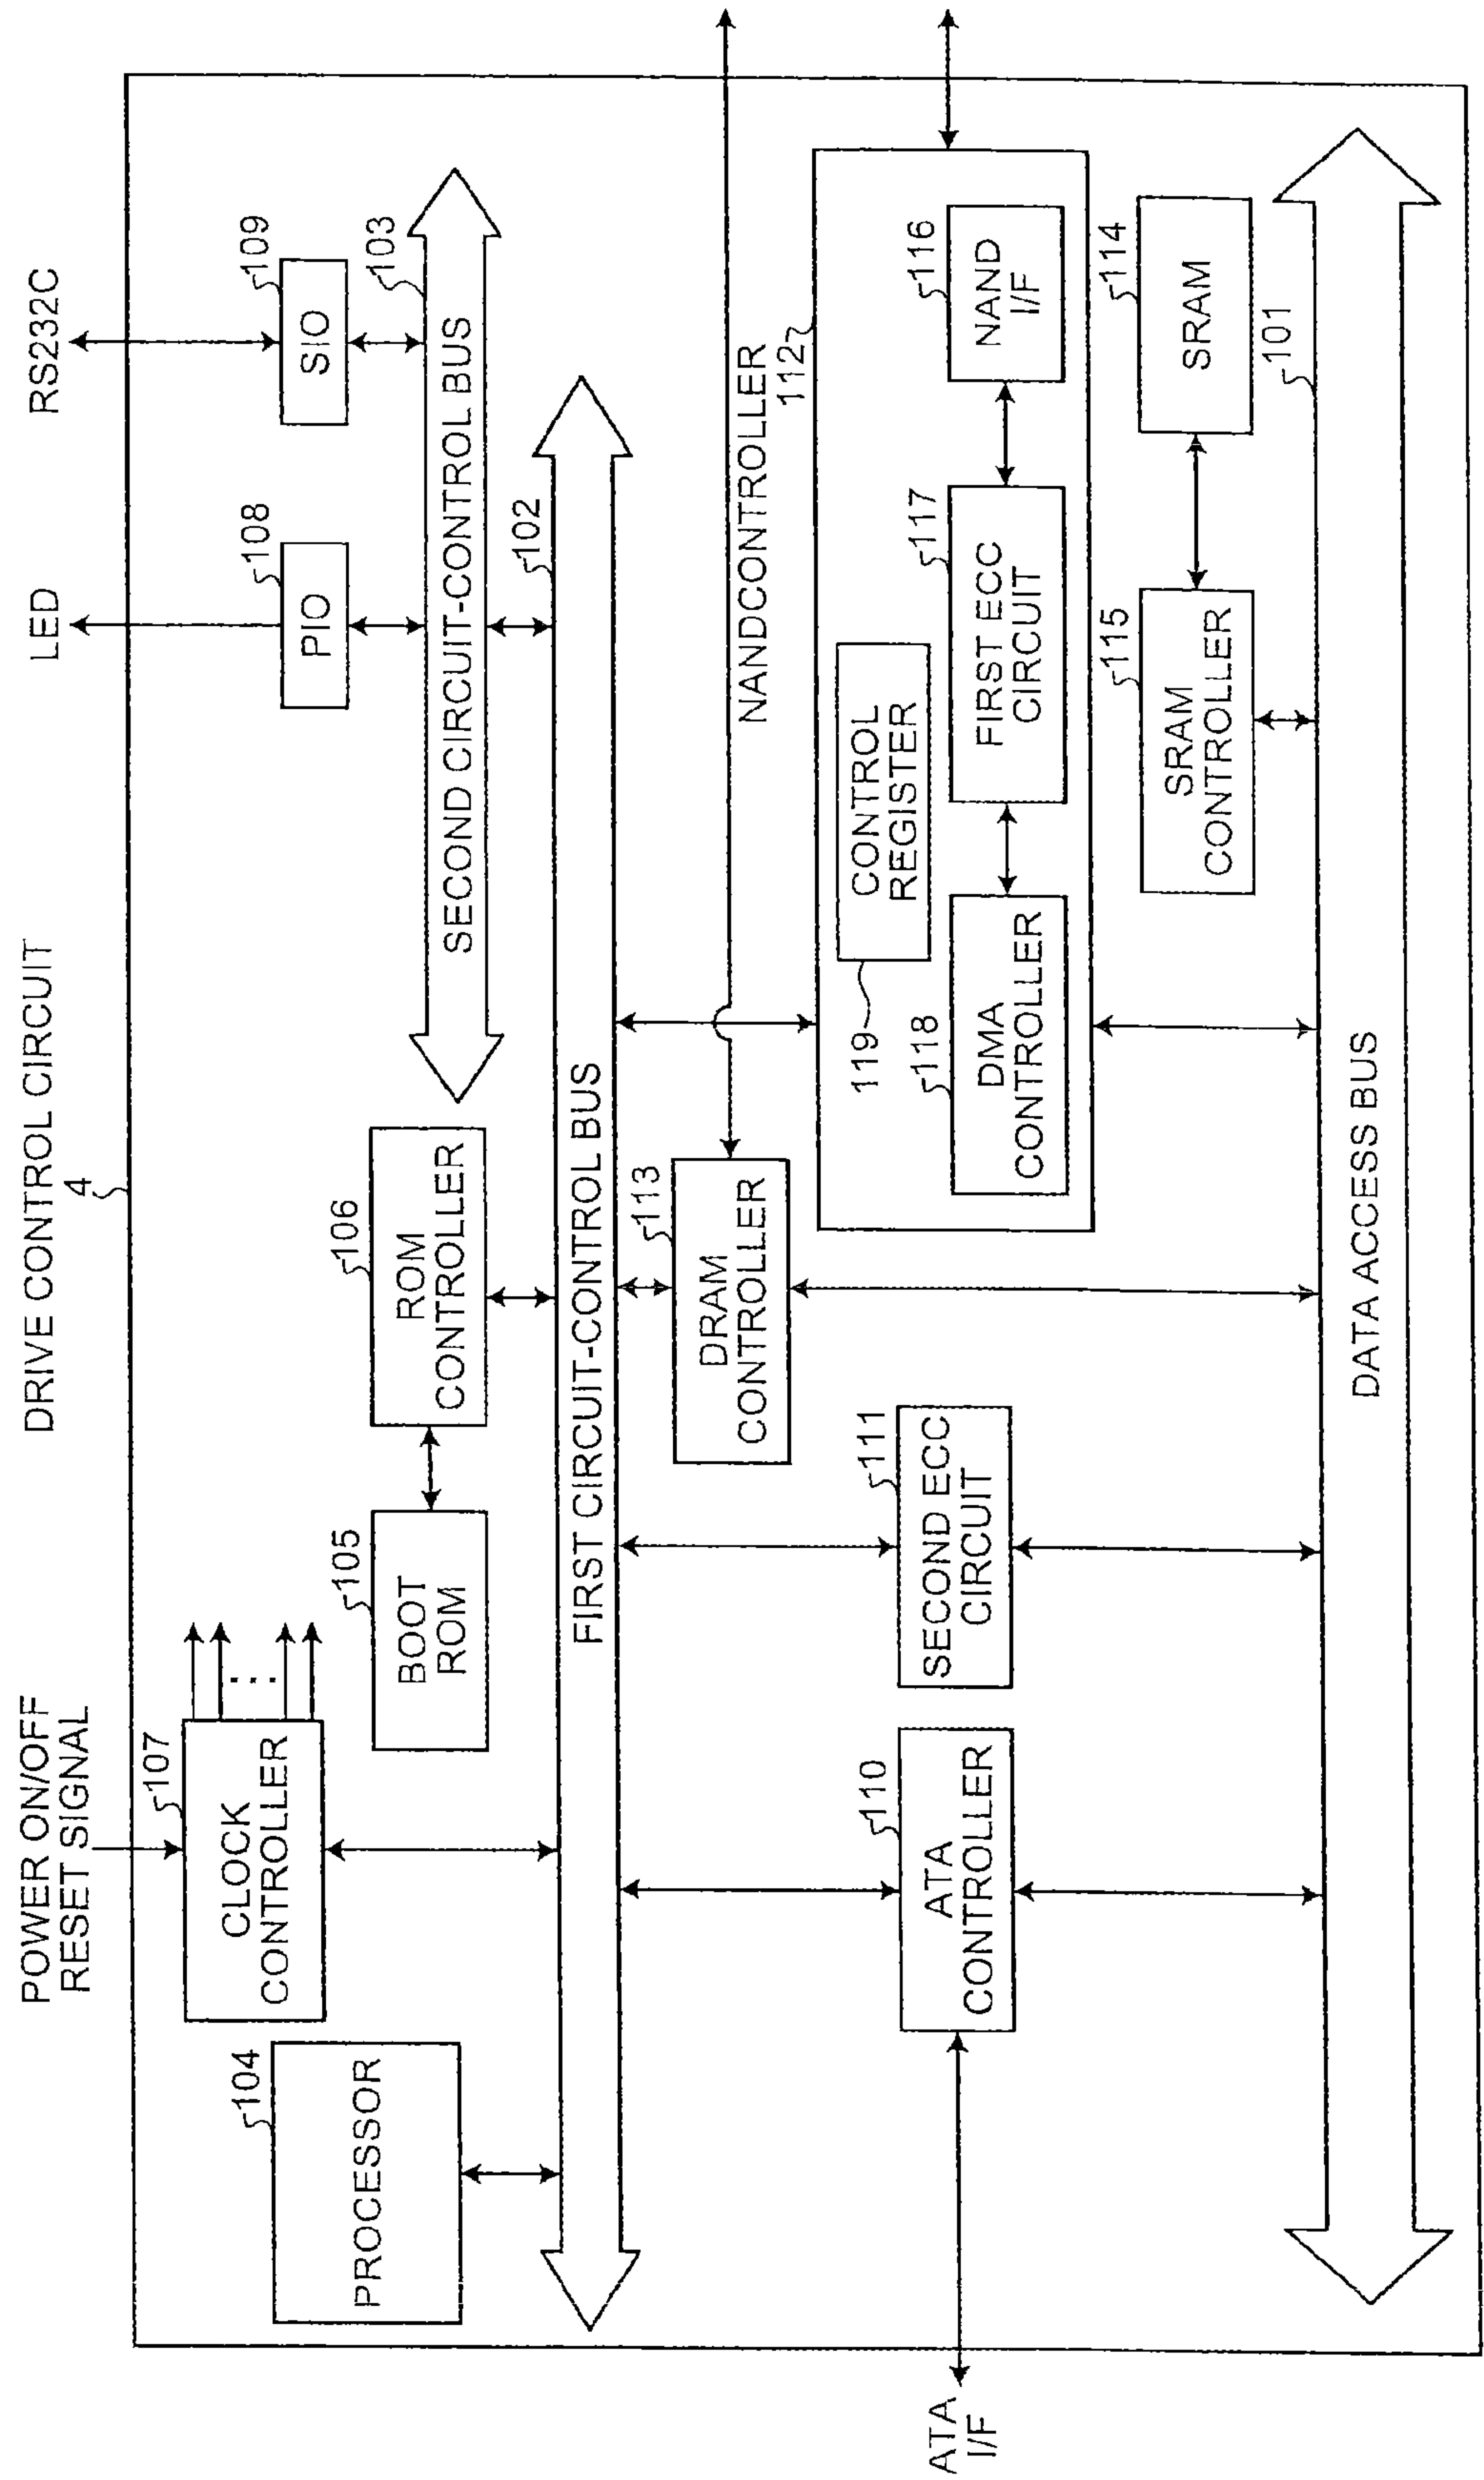 DRIVE CONTROL CIRCUIT
4
POWER ON/OFF
RESET SIGNAL
LED
RS232C
104
PROCESSOR
107
CLOCK
CONTROLLER
105
BOOT
ROM
106
ROM
CONTROLLER
108
PIO
109
SIO
103
SECOND CIRCUIT-CONTROL BUS
102
FIRST CIRCUIT-CONTROL BUS
ATA
I/F
110
ATA
CONTROLLER
111
SECOND ECC
CIRCUIT
113
DRAM
CONTROLLER
NANDCONTROLLER
112
119
CONTROL
REGISTER
118
DMA
CONTROLLER
117
FIRST ECC
CIRCUIT
116
NAND
I/F
115
SRAM
CONTROLLER
114
SRAM
101
DATA ACCESS BUS